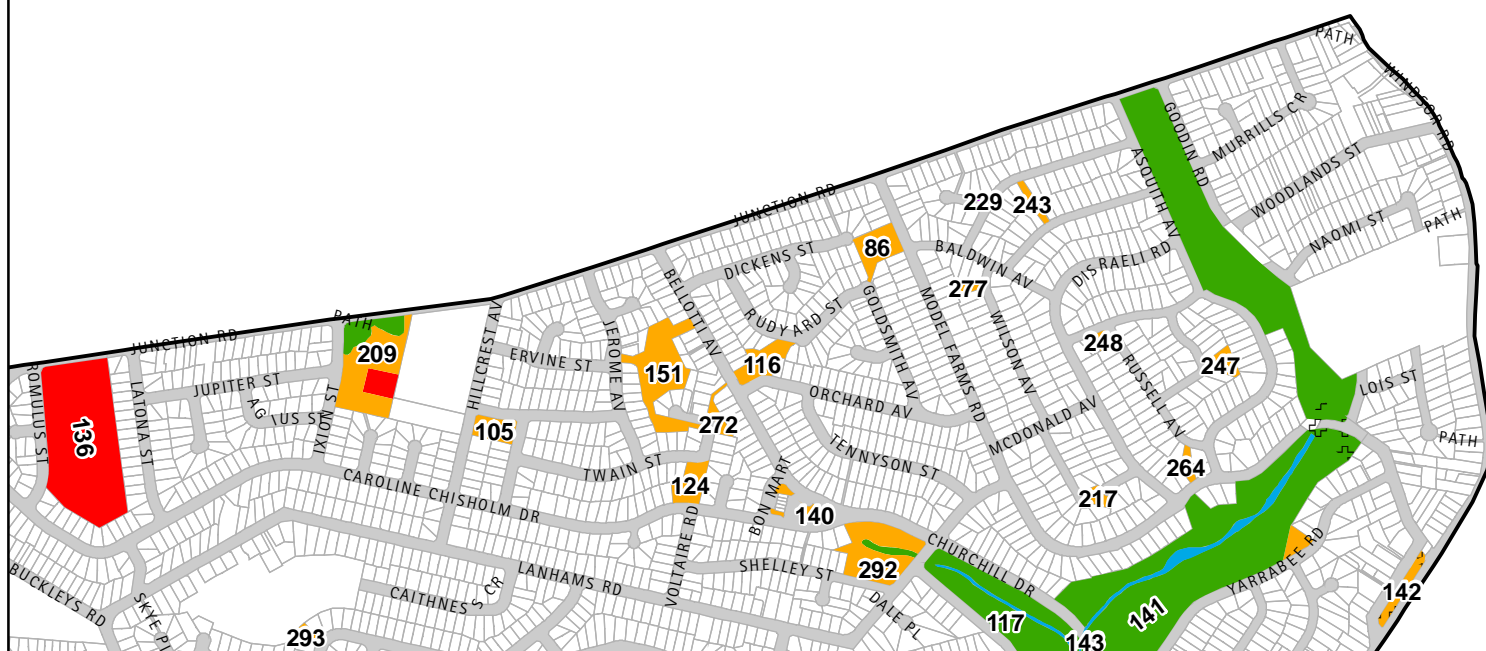 PATH
WINDSOR RD
GOODIN RD
MURRILLS CR
ASQUITH AV
WOODLANDS ST
JUNCTION RD
229
243
NAOMI ST
PATH
86
BALDWIN AV
DISRAELI RD
DICKENS ST
BELLOTTI AV
277
GOLDSMITH AV
MODEL FARMS RD
RUDYARD ST
WILSON AV
PATH
JUNCTION RD
209
HILLCREST AV
JEROME AV
ERVINE ST
248
RUSSELL AV
247
116
151
ROMULUS ST
LATONA ST
JUPITER ST
LOIS ST
ORCHARD AV
AG
IUS ST
IXION ST
MCDONALD AV
136
105
272
PATH
TENNYSON ST
TWAIN ST
264
CAROLINE CHISHOLM DR
124
BON MART
217
140
VOLTAIRE RD
CHURCHILL DR
YARRABEE RD
SHELLEY ST
292
LANHAMS RD
BUCKLEYS RD
CAITHNES
S CR
142
SKYE PL
DALE PL
141
117
293
143